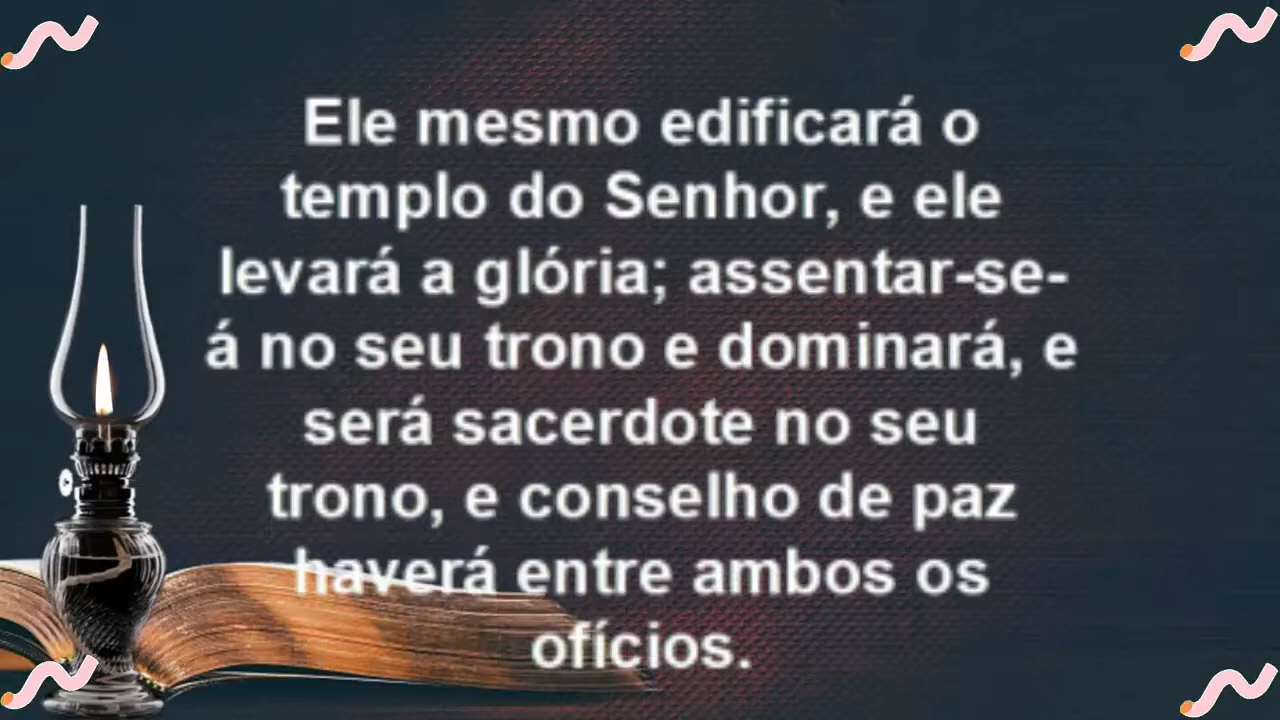 Ele mesmo edificará o
templo do Senhor, e ele
levará a glória; assentar-se-
á no seu trono e dominará, e
será sacerdote no seu
trono, e conselho de paz
haverá entre ambos os
ofícios.